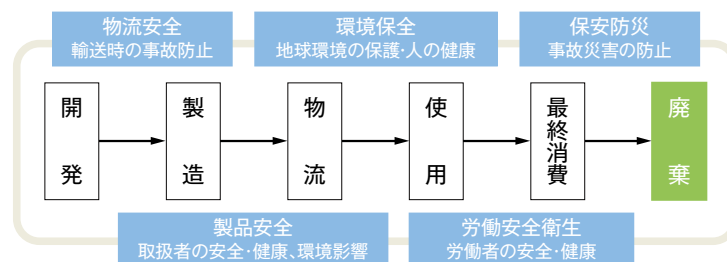 物流安全
輸送時の事故防止
環境保全
地球環境の保護・人の健康
保安防災
事故災害の防止
開発
製造
物流
使用
最終消費
廃棄
製品安全
取扱者の安全・健康、環境影響
労働安全衛生
労働者の安全・健康